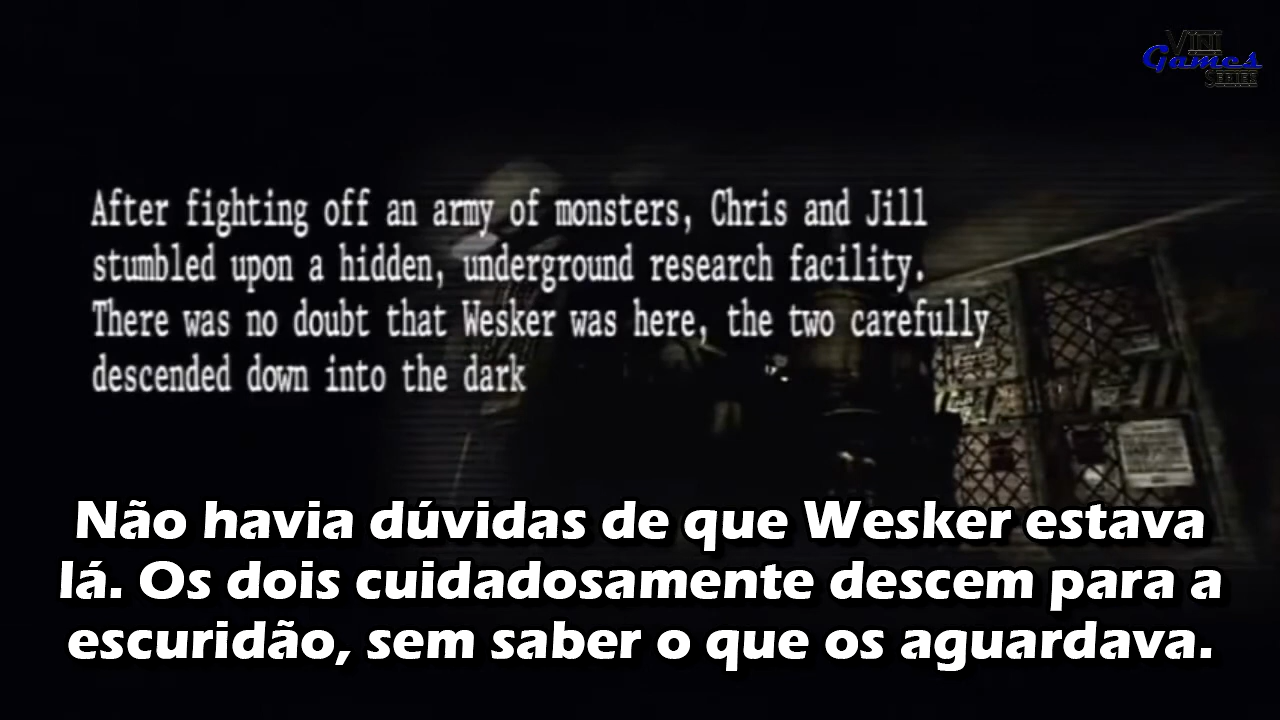 Vini
Games
Series
After fighting off an army of monsters, Chris and Jill
stumbled upon a hidden, underground research facility.
There was no doubt that Wesker was here, the two carefully
descended down into the dark
Não havia dúvidas de que Wesker estava
lá. Os dois cuidadosamente descem para a
escuridão, sem saber o que os aguardava.